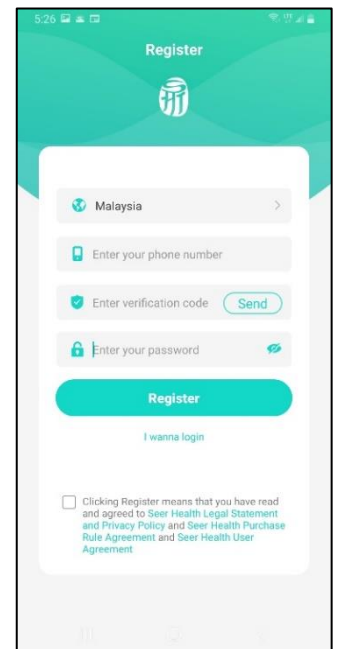 5:26
Register
Malaysia
Enter your phone number
Enter verification code Send
Enter your password
Register
I wanna login
Clicking Register means that you have read
and agreed to Seer Health Legal Statement
and Privacy Policy and Seer Health Purchase
Rule Agreement and Seer Health User
Agreement